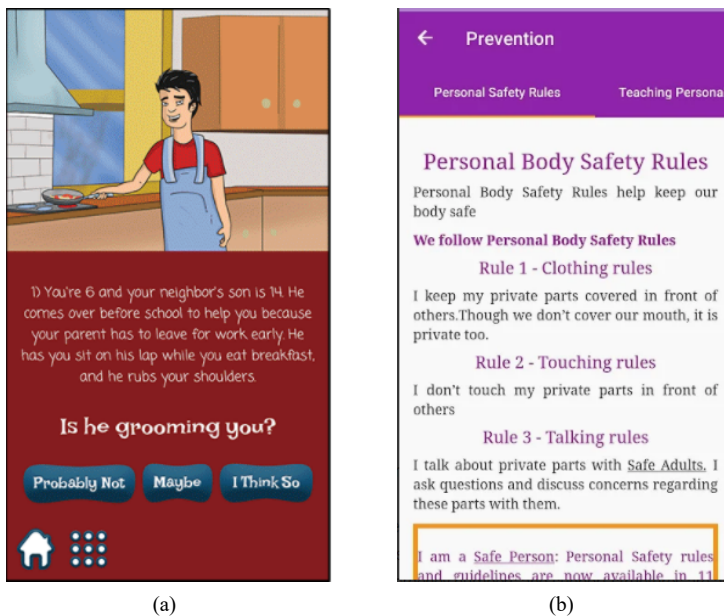 1) You're 6 and your neighbor's son is 14. He
comes over before school to help you because
your parent has to leave for work early. He
has you sit on his lap while you eat breakfast,
and he rubs your shoulders.
Is he grooming you?
Probably Not
Maybe
I Think So
(a)
Prevention
Personal Safety Rules
Teaching Persona
Personal Body Safety Rules
Personal Body Safety Rules help keep our
body safe
We follow Personal Body Safety Rules
Rule 1 - Clothing rules
I keep my private parts covered in front of
others.Though we don't cover our mouth, it is
private too.
Rule 2 - Touching rules
I don't touch my private parts in front of
others
Rule 3 - Talking rules
I talk about private parts with Safe Adults. I
ask questions and discuss concerns regarding
these parts with them.
I am a Safe Person: Personal Safety rules
and guidelines are now available in 11
(b)